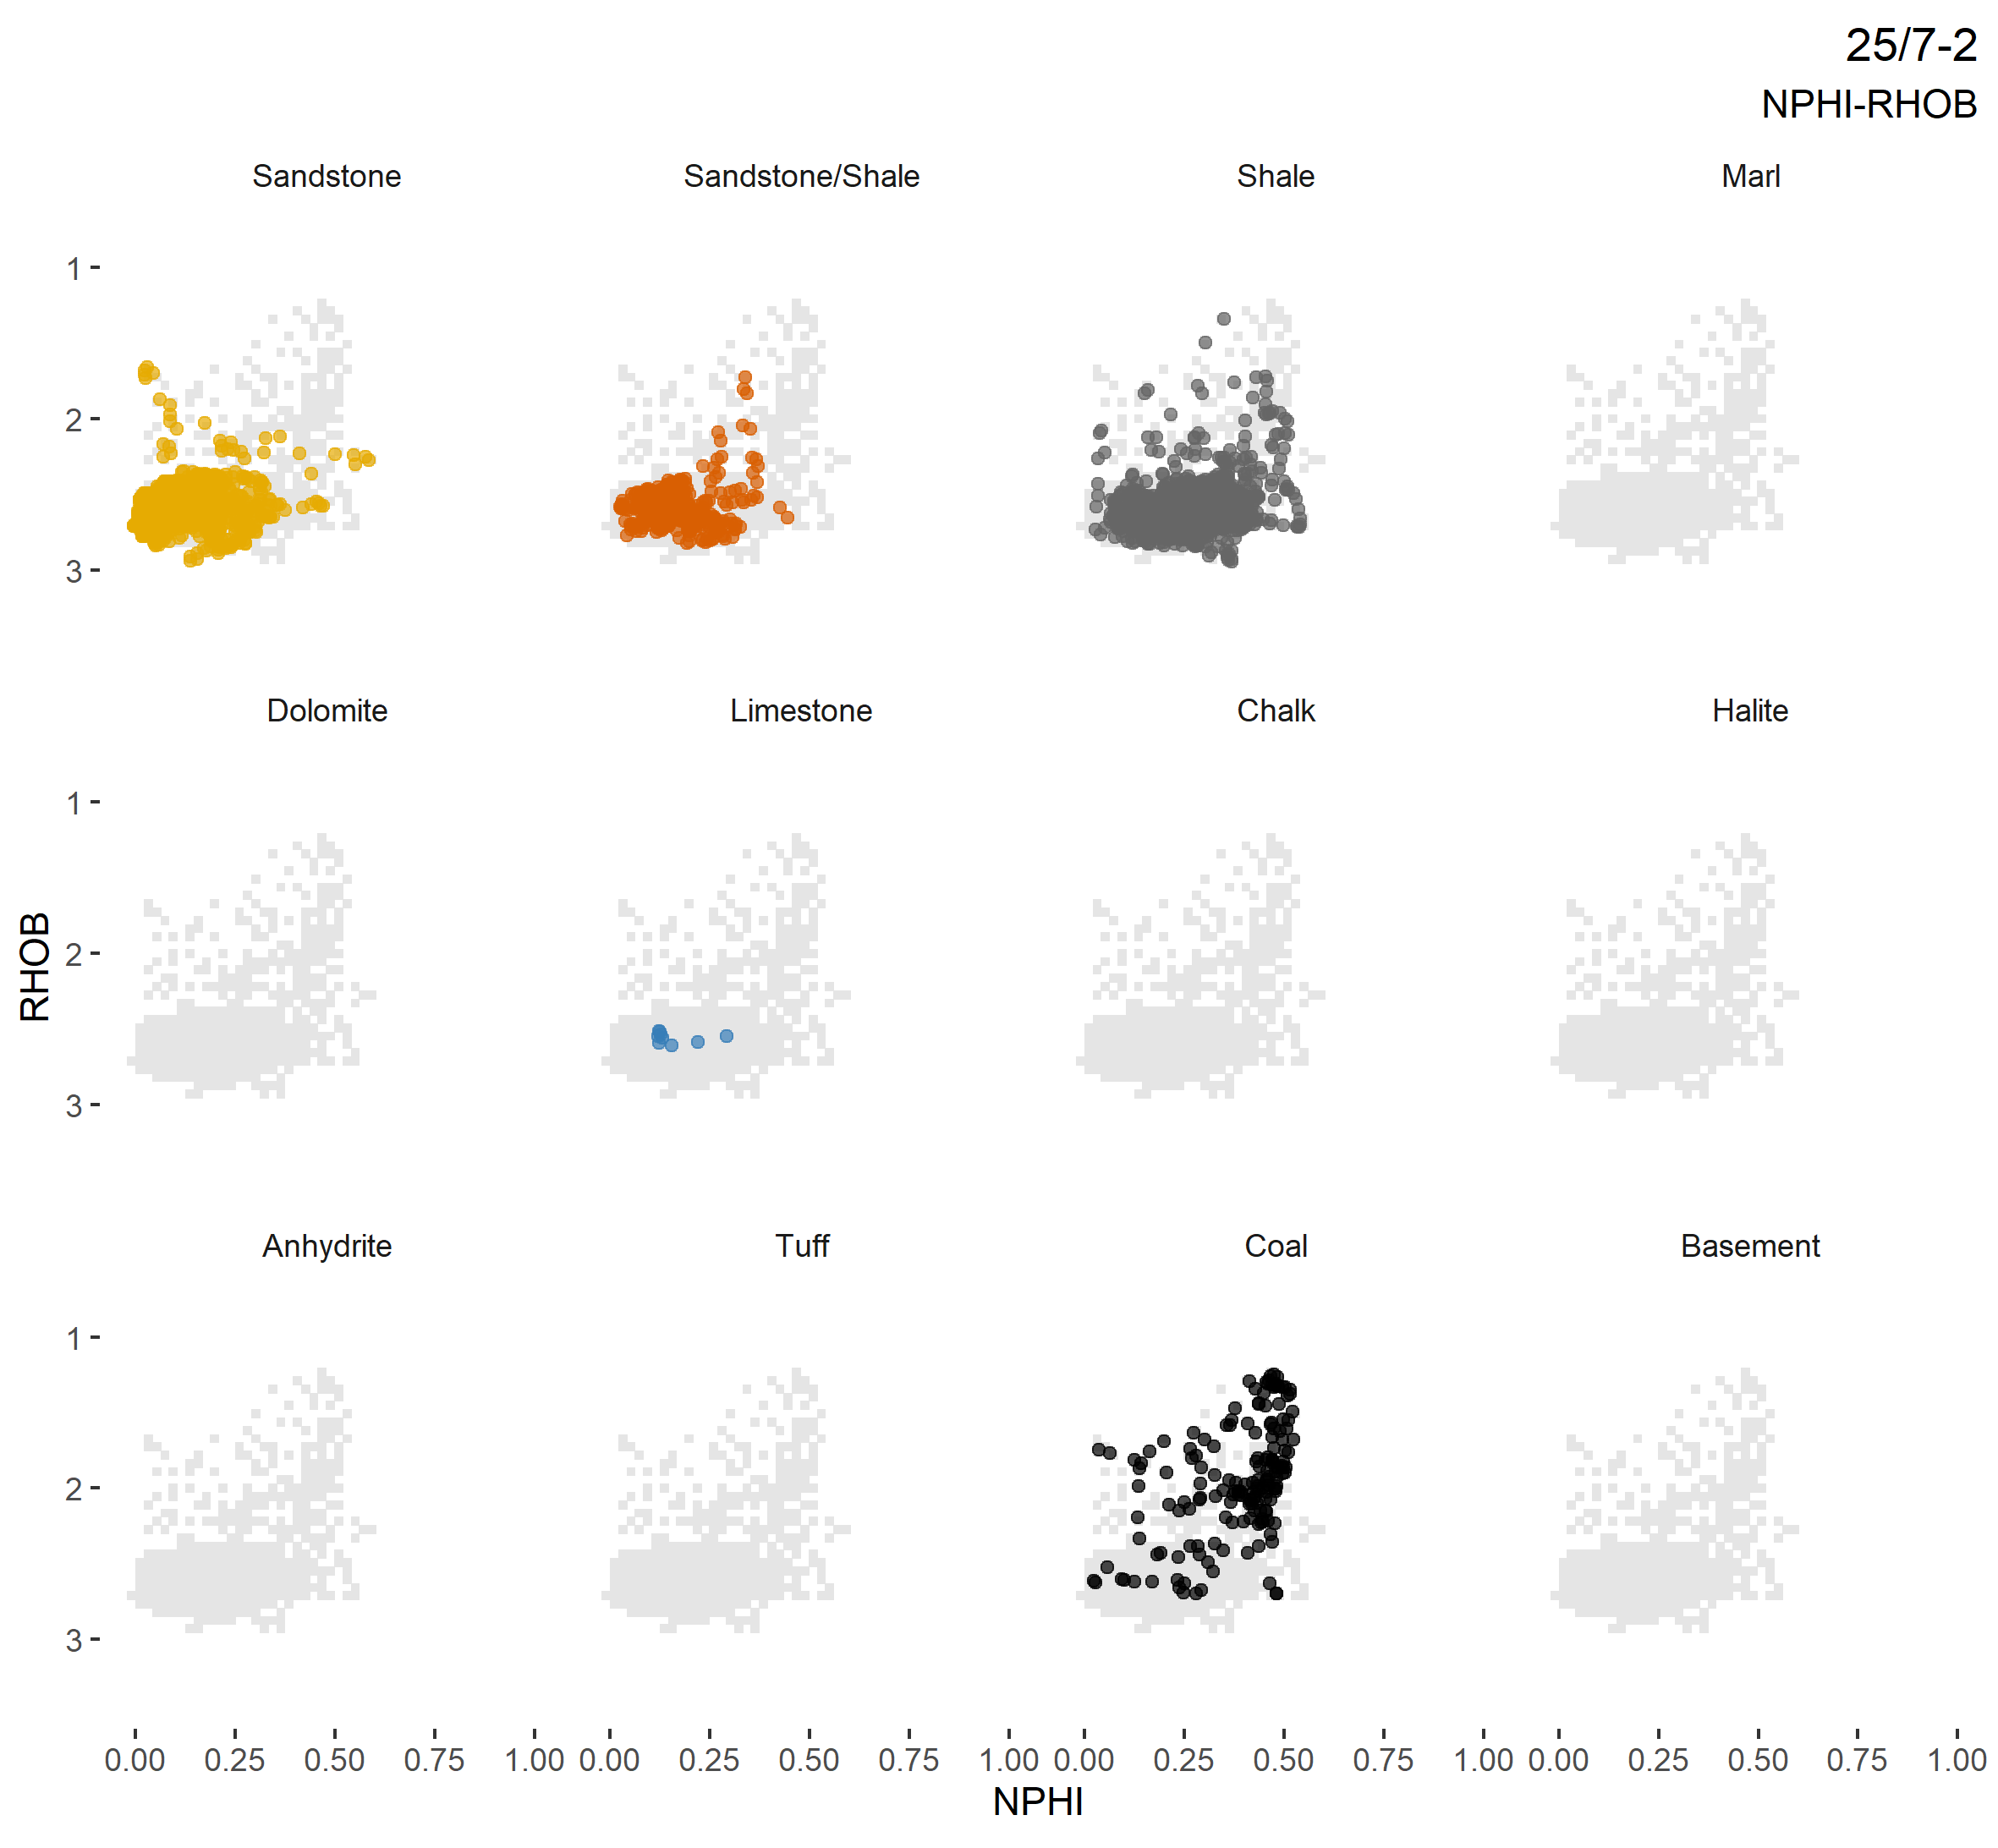 25/7-2
NPHI-RHOB
Sandstone Sandstone/Shale Shale Marl
1
2
3
Dolomite Limestone Chalk Halite
1
2
3
RHOB
Anhydrite Tuff Coal Basement
1
2
3
0.00 0.25 0.50 0.75 1.00 0.00 0.25 0.50 0.75 1.00 0.00 0.25 0.50 0.75 1.00 0.00 0.25 0.50 0.75 1.00
NPHI